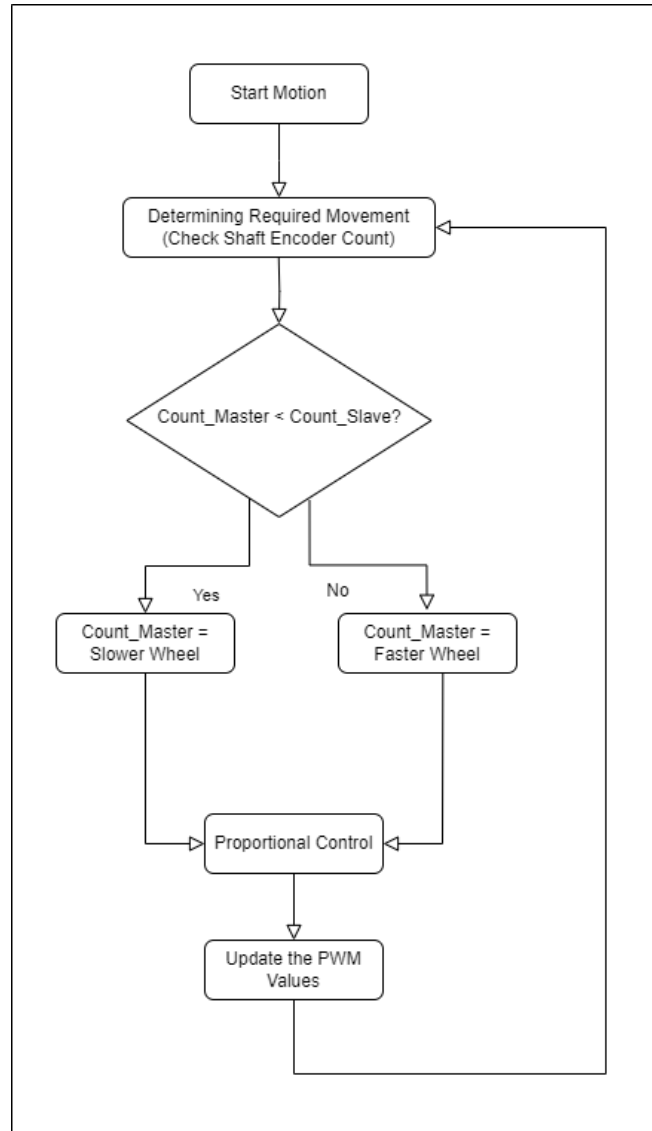 Start Motion
Determining Required Movement
(Check Shaft Encoder Count)
Count_Master < Count_Slave?
Yes
No
Count_Master =
Slower Wheel
Count_Master =
Faster Wheel
Proportional Control
Update the PWM
Values